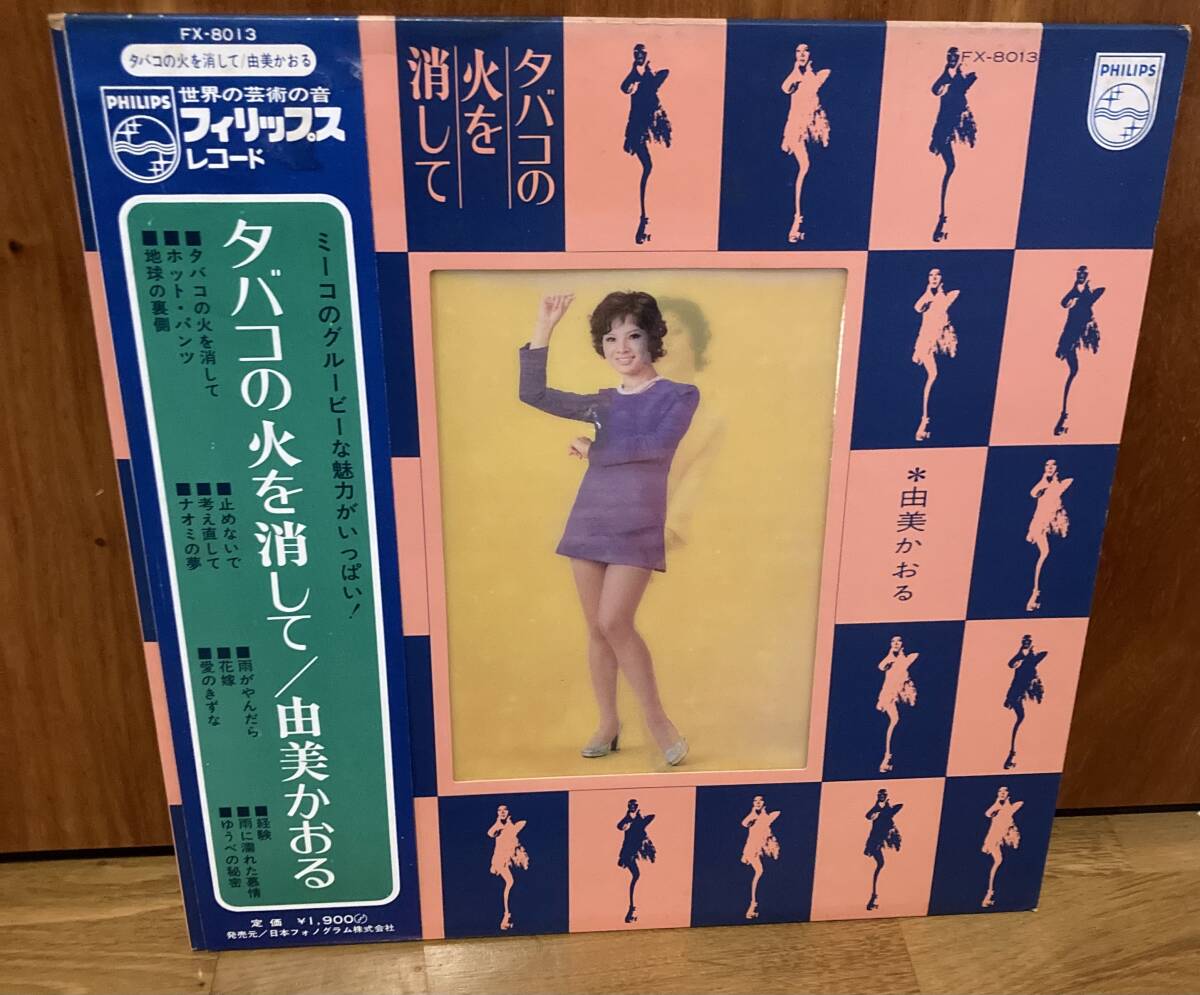 FX-8013
タバコの火を消して/由美かおる
PHILIPS
世界の芸術の音
フィリップス
レコード
ミーコのグルービーな魅力がいっぱい!
タバコの火を消して/由美かおる
■タバコの火を消して
■ホット・パンツ
■地球の裏側
■止めないで
■考え直して
■ナオミの夢
■雨がやんだら
■花嫁
■愛のきずな
■経験
■雨に濡れた慕情
■ゆうべの秘密
定価 ¥1,900
発売元/日本フォノグラム株式会社
タバコの
火を
消して
FX-8013
PHILIPS
*由美かおる